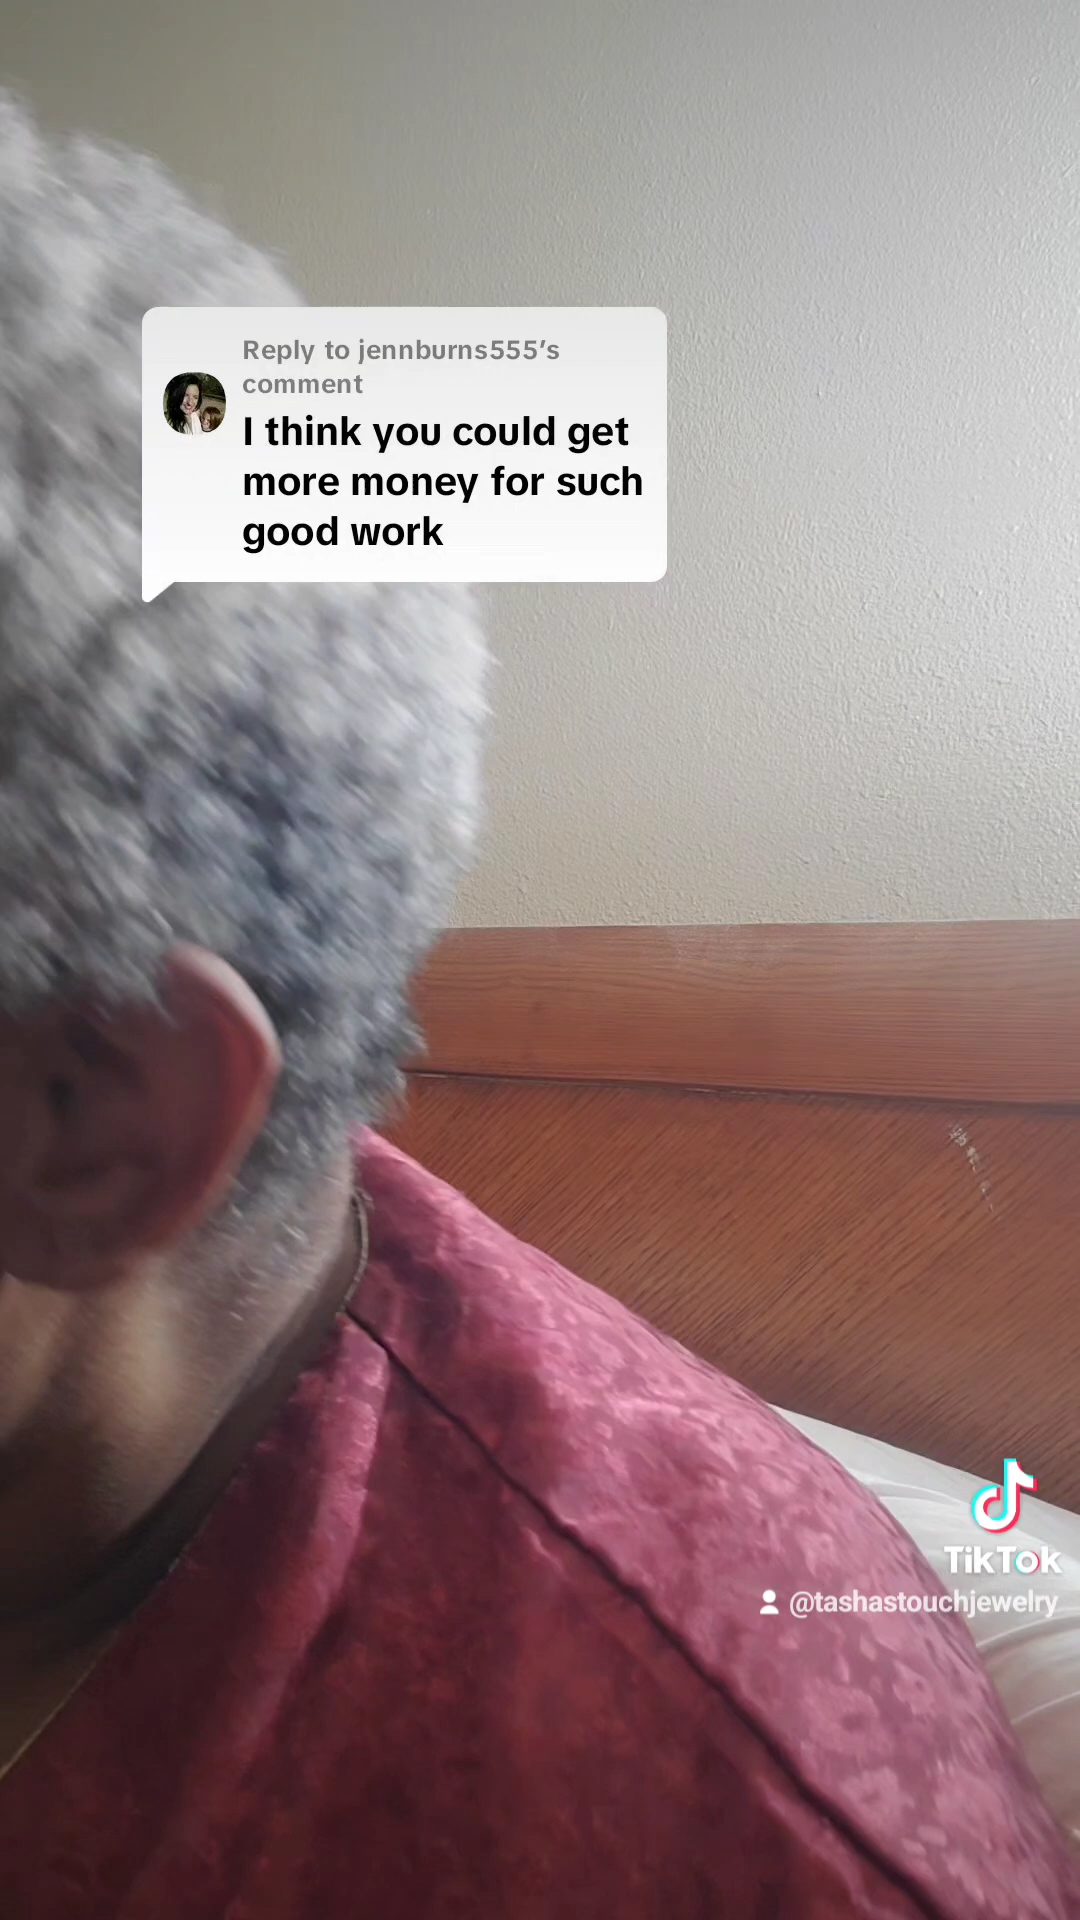 Reply to jennburns555's
comment
I think you could get
more money for such
good work
TikTok
@tashastouchjewelry